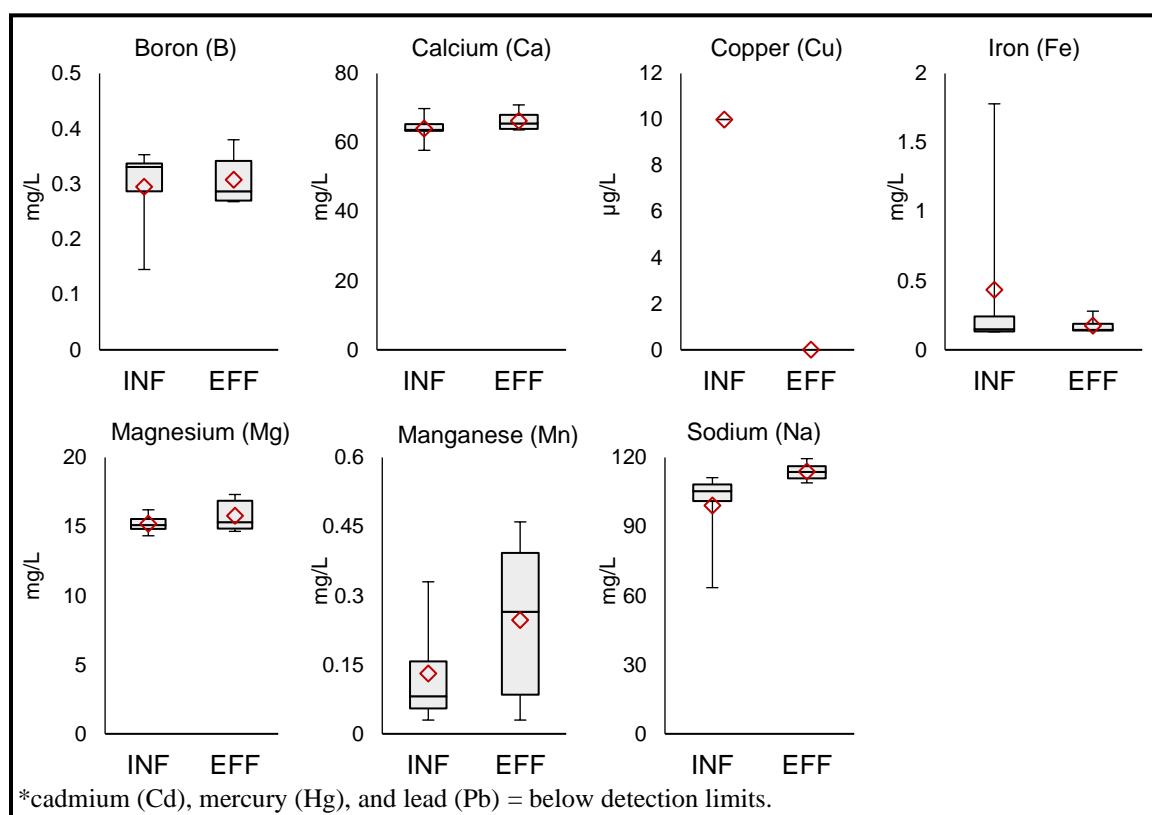 Boron (B)
Calcium (Ca)
Copper (Cu)
Iron (Fe)
0.5
0.4
0.3
0.2
0.1
0
mg/L
INF EFF
80
60
40
20
0
mg/L
INF EFF
12
10
8
6
4
2
0
µg/L
INF EFF
2
1.5
1
0.5
0
mg/L
INF EFF
Magnesium (Mg)
Manganese (Mn)
Sodium (Na)
20
15
10
5
0
mg/L
INF EFF
0.6
0.45
0.3
0.15
0
mg/L
INF EFF
120
90
60
30
0
mg/L
INF EFF
*cadmium (Cd), mercury (Hg), and lead (Pb) = below detection limits.